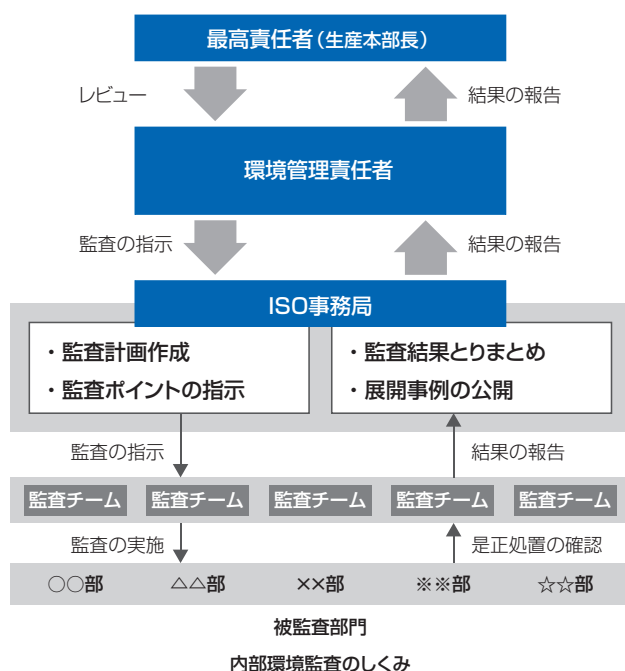 最高責任者(生産本部長)
レビュー
結果の報告
環境管理責任者
監査の指示
結果の報告
ISO事務局
・監査計画作成
・監査ポイントの指示
・監査結果とりまとめ
・展開事例の公開
監査の指示
結果の報告
監査チーム 監査チーム 監査チーム 監査チーム 監査チーム
監査の実施
是正処置の確認
○○部 △△部 ××部 ※※部 ☆☆部
被監査部門
内部環境監査のしくみ